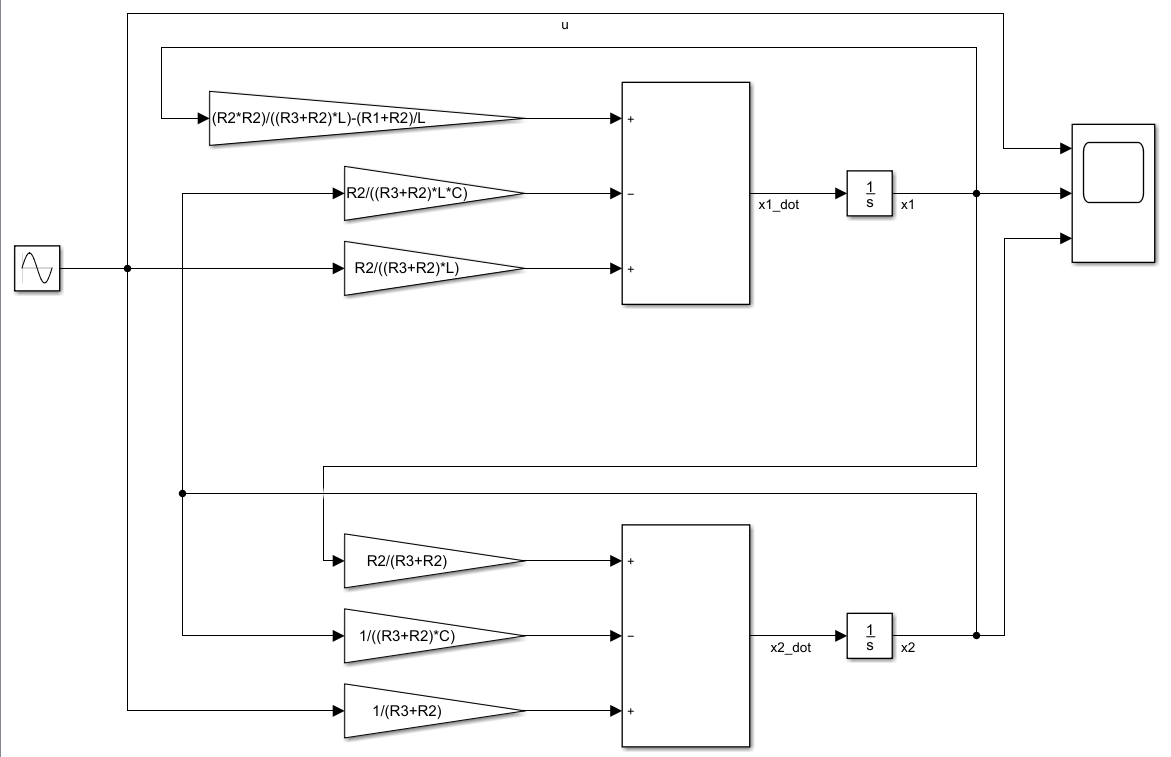 u
(R2*R2)/((R3+R2)*L)-(R1+R2)/L
+
R2/((R3+R2)*L*C)
−
x1_dot
1
s
x1
R2/((R3+R2)*L)
+
R2/(R3+R2)
+
1/((R3+R2)*C)
−
x2_dot
1
s
x2
1/(R3+R2)
+